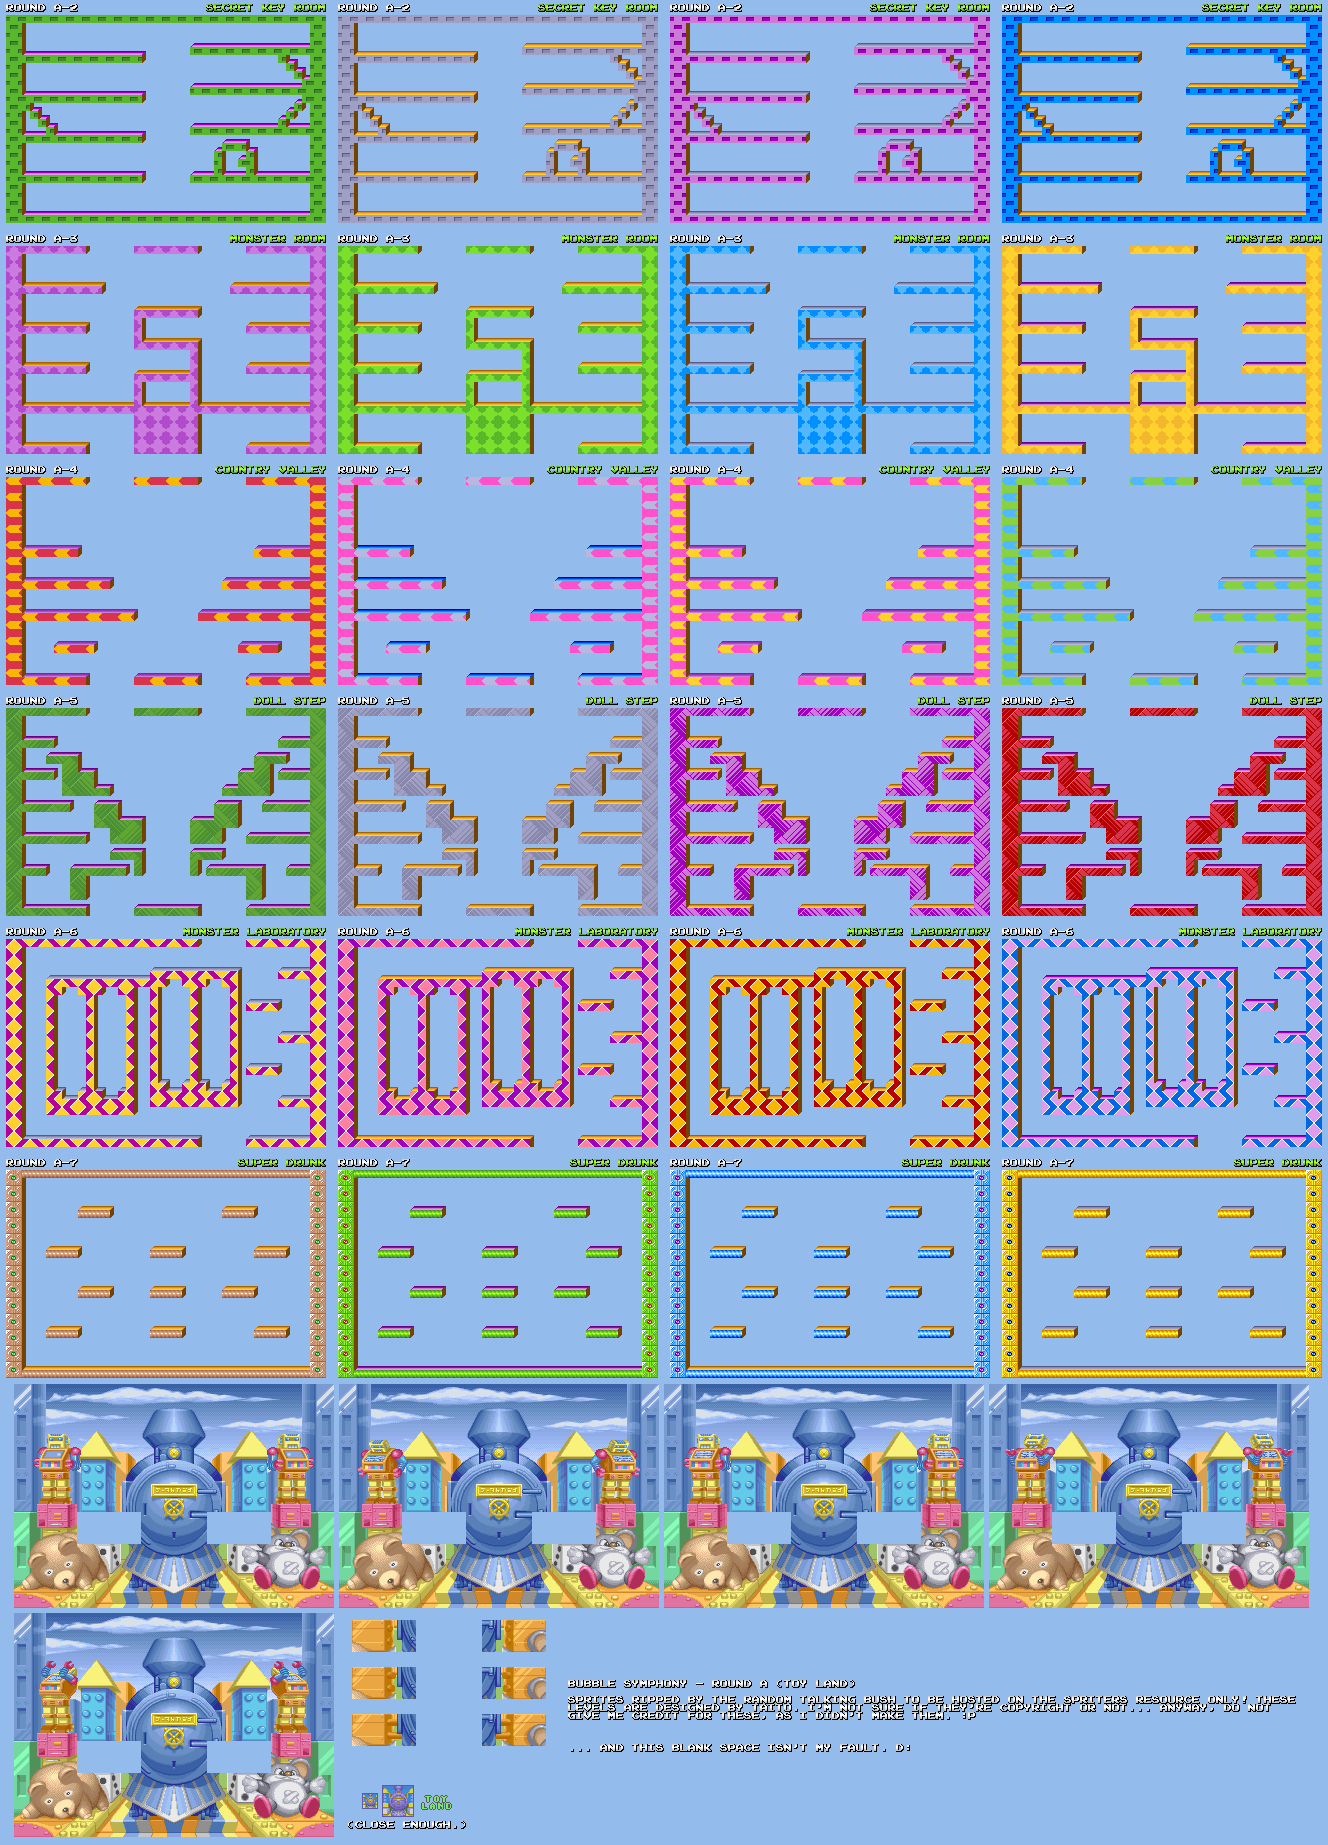 ROUND A-2 SECRET KEY ROOM ROUND A-2 SECRET KEY ROOM ROUND A-2 SECRET KEY ROOM ROUND A-2 SECRET KEY ROOM
ROUND A-3 MONSTER ROOM ROUND A-3 MONSTER ROOM ROUND A-3 MONSTER ROOM ROUND A-3 MONSTER ROOM
ROUND A-4 COUNTRY VALLEY ROUND A-4 COUNTRY VALLEY ROUND A-4 COUNTRY VALLEY ROUND A-4 COUNTRY VALLEY
ROUND A-5 DOLL STEP ROUND A-5 DOLL STEP ROUND A-5 DOLL STEP ROUND A-5 DOLL STEP
ROUND A-6 MONSTER LABORATORY ROUND A-6 MONSTER LABORATORY ROUND A-6 MONSTER LABORATORY ROUND A-6 MONSTER LABORATORY
ROUND A-7 SUPER DRUNK ROUND A-7 SUPER DRUNK ROUND A-7 SUPER DRUNK ROUND A-7 SUPER DRUNK
BUBBLE SYMPHONY - ROUND A (TOY LAND)
SPRITES RIPPED BY THE RANDOM TALKING BUSH TO BE HOSTED ON THE SPRITERS RESOURCE ONLY! THESE
LEVELS ARE DESIGNED BY TAITO, I'M NOT SURE IF THEY'RE COPYRIGHT OR NOT... ANYWAY, DO NOT
GIVE ME CREDIT FOR THESE, AS I DIDN'T MAKE THEM. :P
... AND THIS BLANK SPACE ISN'T MY FAULT. D:
TOY
LAND
(CLOSE ENOUGH.)